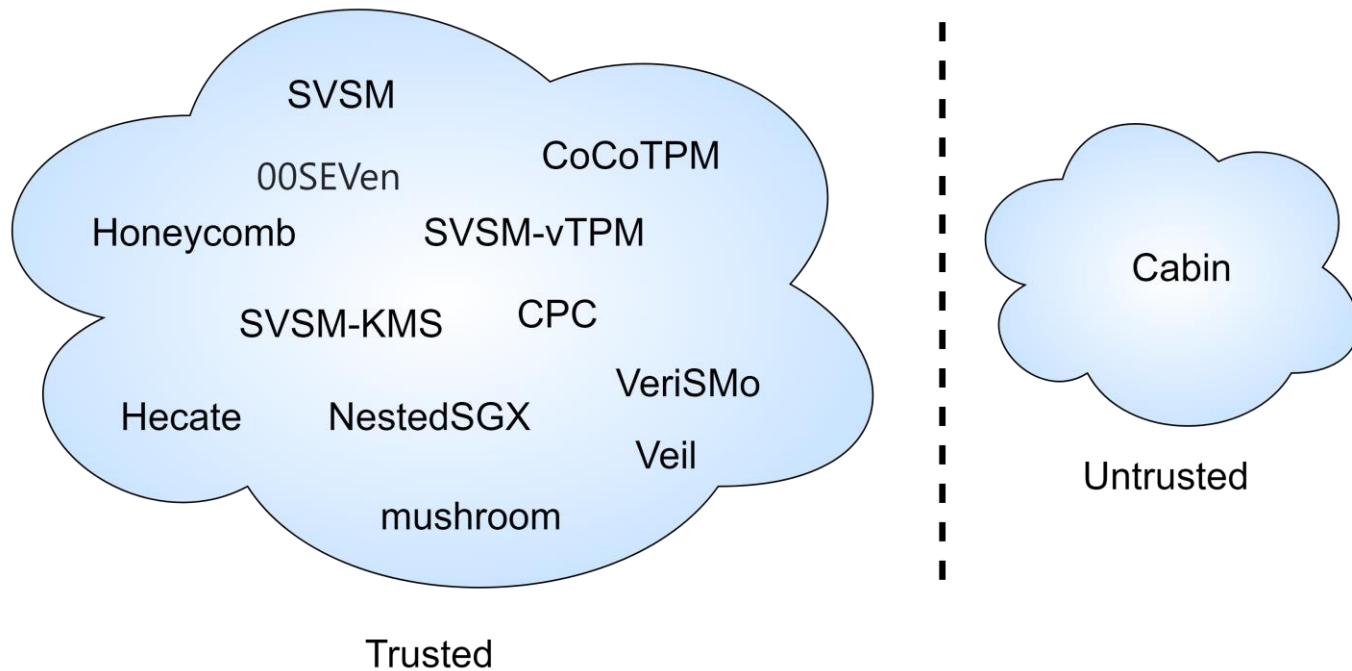 SVSM
CoCoTPM
00SEVen
Honeycomb
SVSM-vTPM
SVSM-KMS
CPC
VeriSMo
Hecate
NestedSGX
Veil
mushroom
Trusted
Cabin
Untrusted